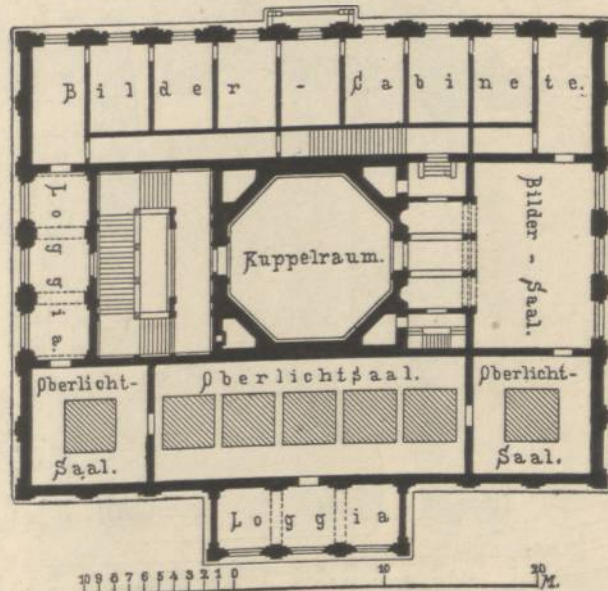 Bilder-Cabinete.
Loggia.
Kuppelraum.
Bilder-Saal.
Oberlicht-
Saal.
Oberlichtsaal.
Oberlicht-
Saal.
Loggia
10 9 8 7 6 5 4 3 2 1 0 10 20 M.